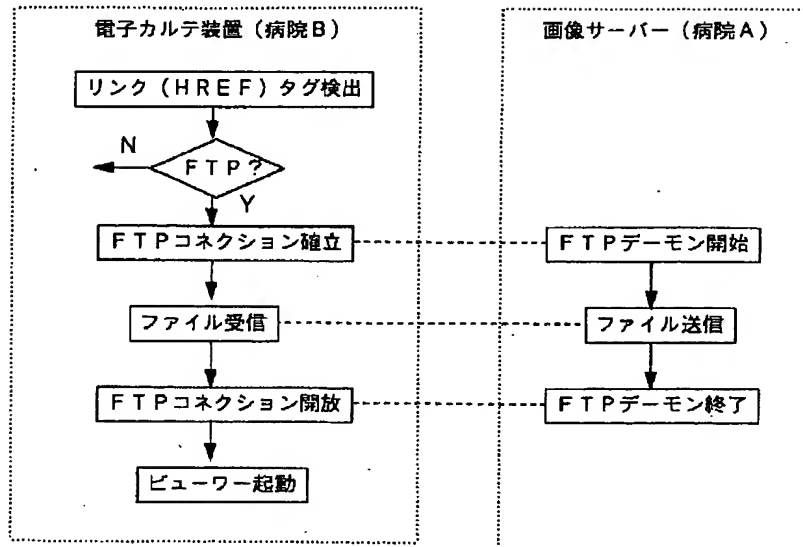 電子カルテ装置（病院B）
リンク（HREF）タグ検出
FTP？
N
Y
FTPコネクション確立
ファイル受信
FTPコネクション開放
ビューワー起動
画像サーバー（病院A）
FTPデーモン開始
ファイル送信
FTPデーモン終了